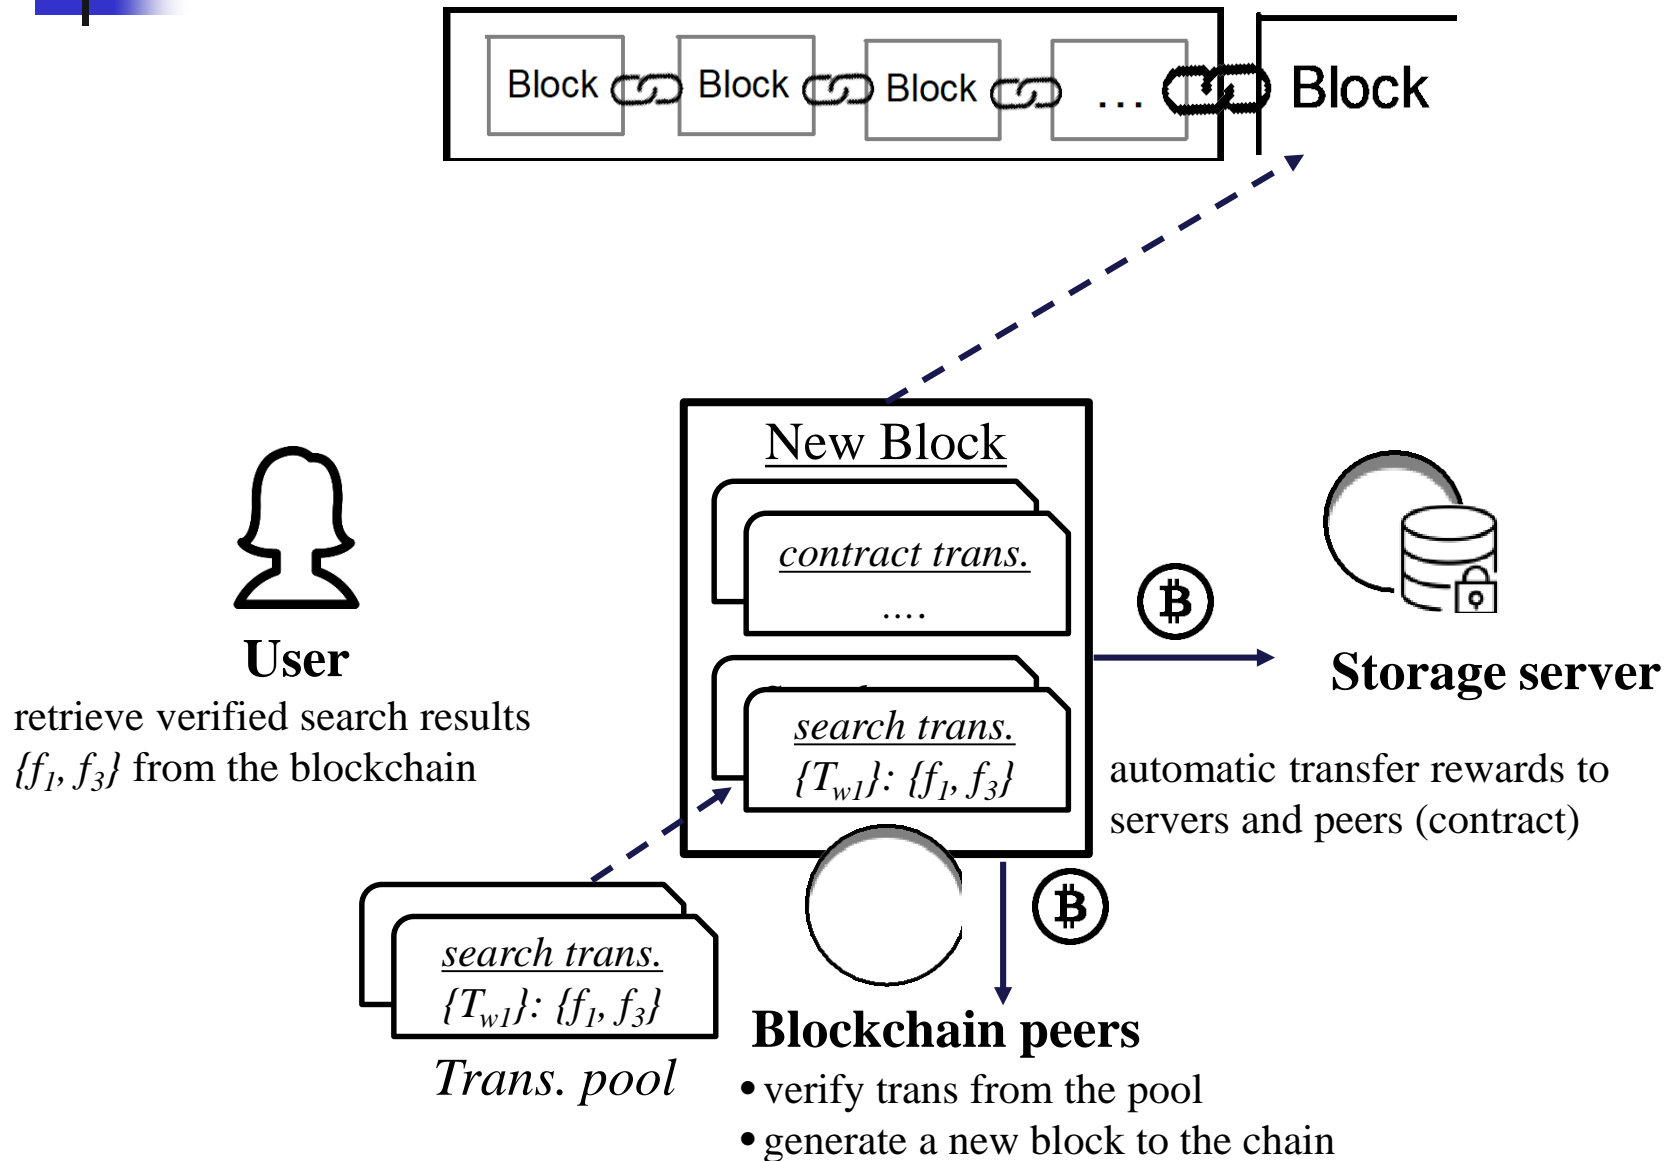 Block Block Block ... Block
New Block
contract trans.
....
search trans.
{Tw1}: {f1, f3}
User
retrieve verified search results
{f1, f3} from the blockchain
Storage server
automatic transfer rewards to
servers and peers (contract)
search trans.
{Tw1}: {f1, f3}
Trans. pool
Blockchain peers
• verify trans from the pool
• generate a new block to the chain